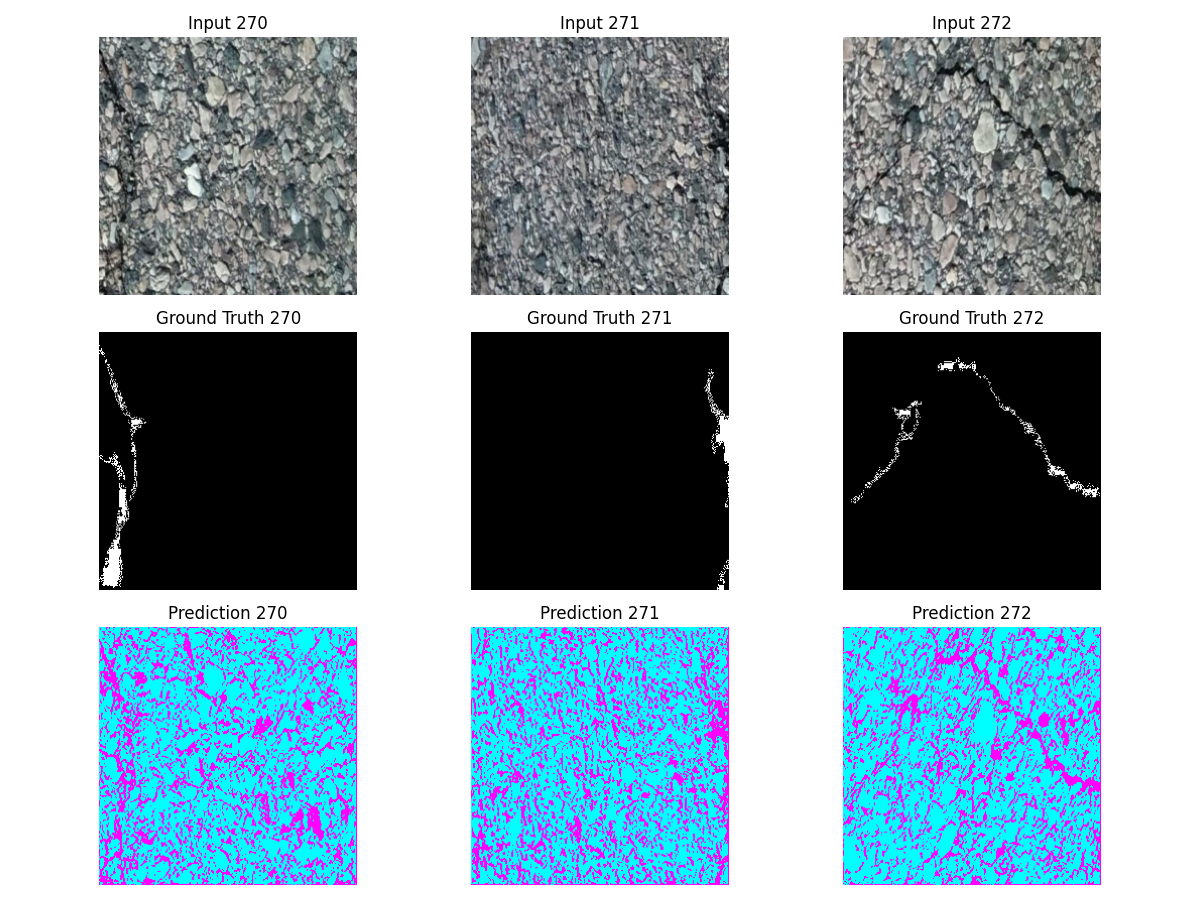 Input 270
Input 271
Input 272
Ground Truth 270
Ground Truth 271
Ground Truth 272
Prediction 270
Prediction 271
Prediction 272